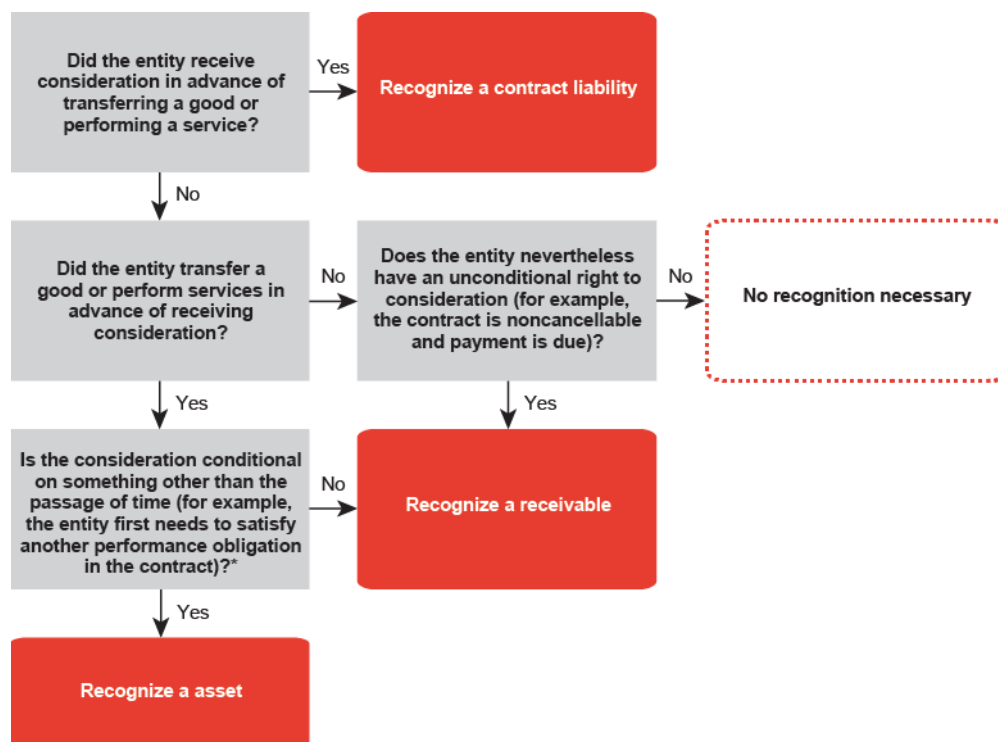 Did the entity receive
consideration in advance of
transferring a good or
performing a service?
Yes
Recognize a contract liability
No
Did the entity transfer a
good or perform services in
advance of receiving
consideration?
No
Does the entity nevertheless
have an unconditional right to
consideration (for example,
the contract is noncancellable
and payment is due)?
No
No recognition necessary
Yes
Yes
Is the consideration conditional
on something other than the
passage of time (for example,
the entity first needs to satisfy
another performance obligation
in the contract)?*
No
Recognize a receivable
Yes
Recognize a asset